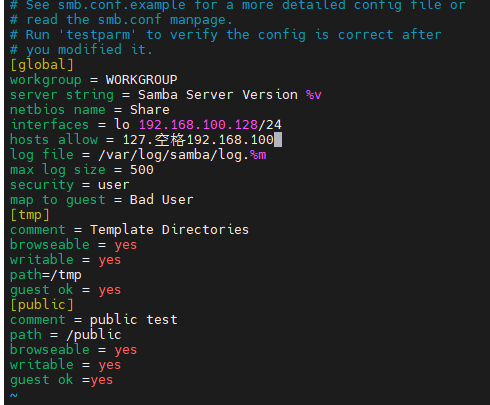 # See smb.conf.example for a more detailed config file or
# read the smb.conf manpage.
# Run 'testparm' to verify the config is correct after
# you modified it.
[global]
workgroup = WORKGROUP
server string = Samba Server Version %v
netbios name = Share
interfaces = lo 192.168.100.128/24
hosts allow = 127.空格192.168.100
log file = /var/log/samba/log.%m
max log size = 500
security = user
map to guest = Bad User
[tmp]
comment = Template Directories
browseable = yes
writable = yes
path=/tmp
guest ok = yes
[public]
comment = public test
path = /public
browseable = yes
writable = yes
guest ok =yes
~